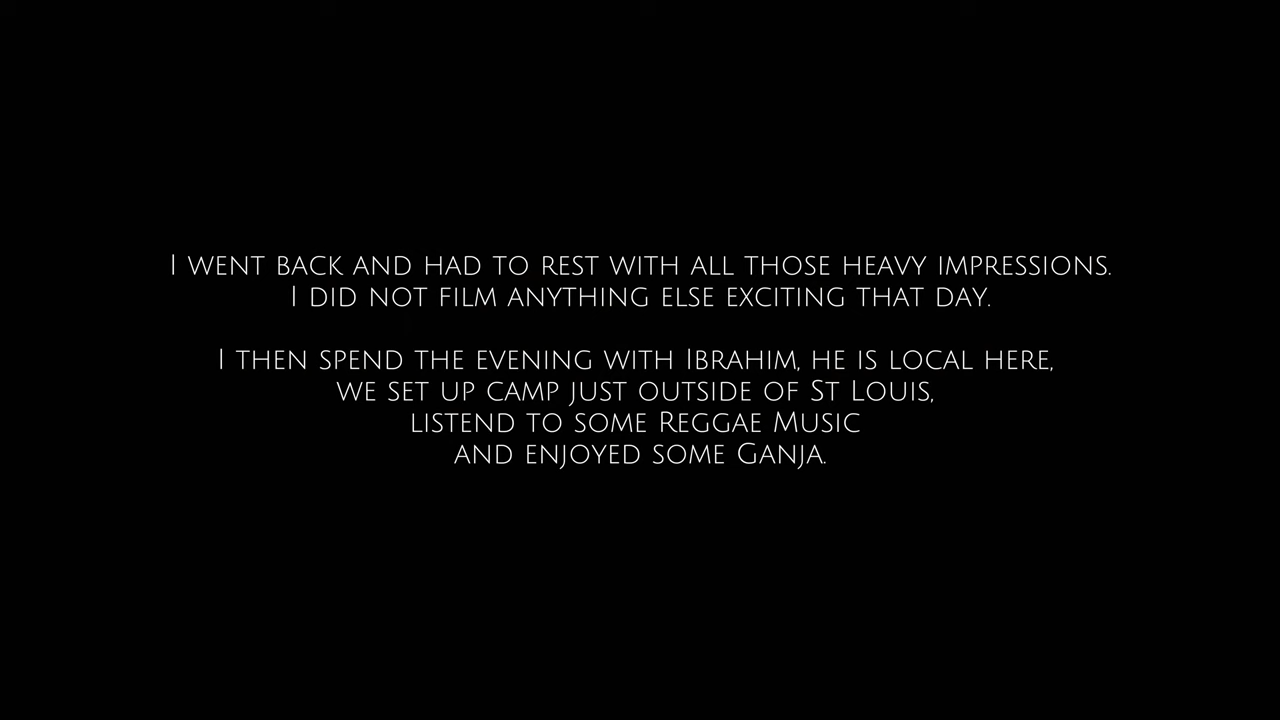 I WENT BACK AND HAD TO REST WITH ALL THOSE HEAVY IMPRESSIONS.
I DID NOT FILM ANYTHING ELSE EXCITING THAT DAY.
I THEN SPEND THE EVENING WITH IBRAHIM, HE IS LOCAL HERE,
WE SET UP CAMP JUST OUTSIDE OF ST LOUIS,
LISTEND TO SOME REGGAE MUSIC
AND ENJOYED SOME GANJA.